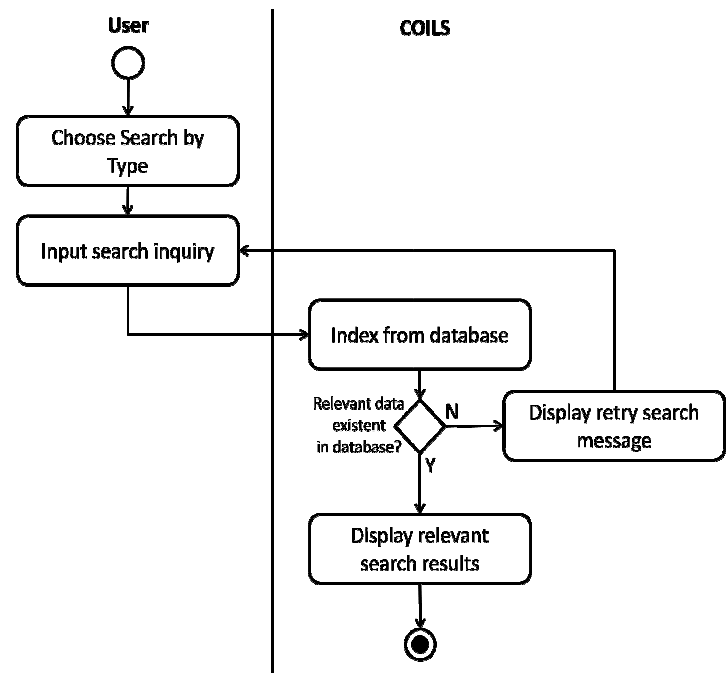 User
COILS
Choose Search by
Type
Input search inquiry
Index from database
Relevant data
existent
in database?
N
Display retry search
message
Y
Display relevant
search results